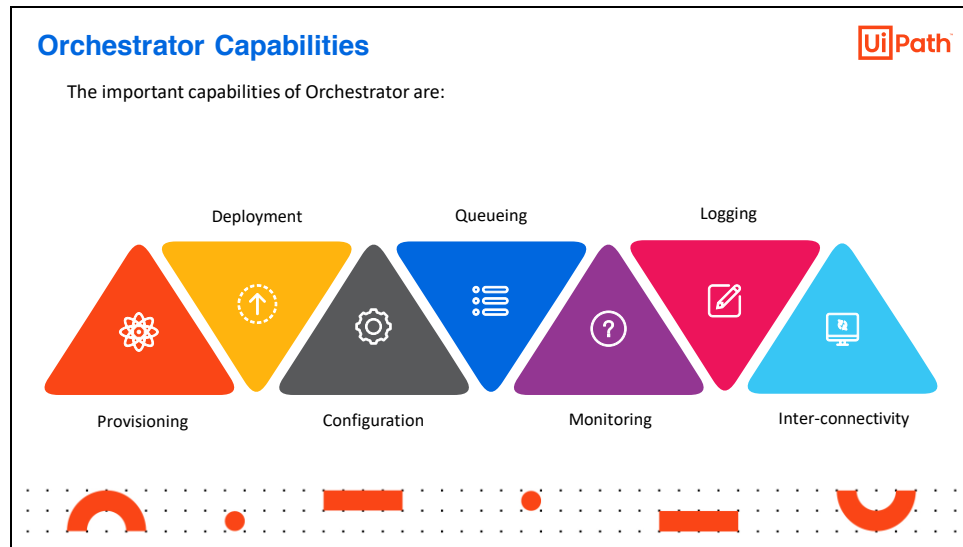 Orchestrator Capabilities
UiPath
The important capabilities of Orchestrator are:
Deployment
Queueing
Logging
?
Provisioning
Configuration
Monitoring
Inter-connectivity